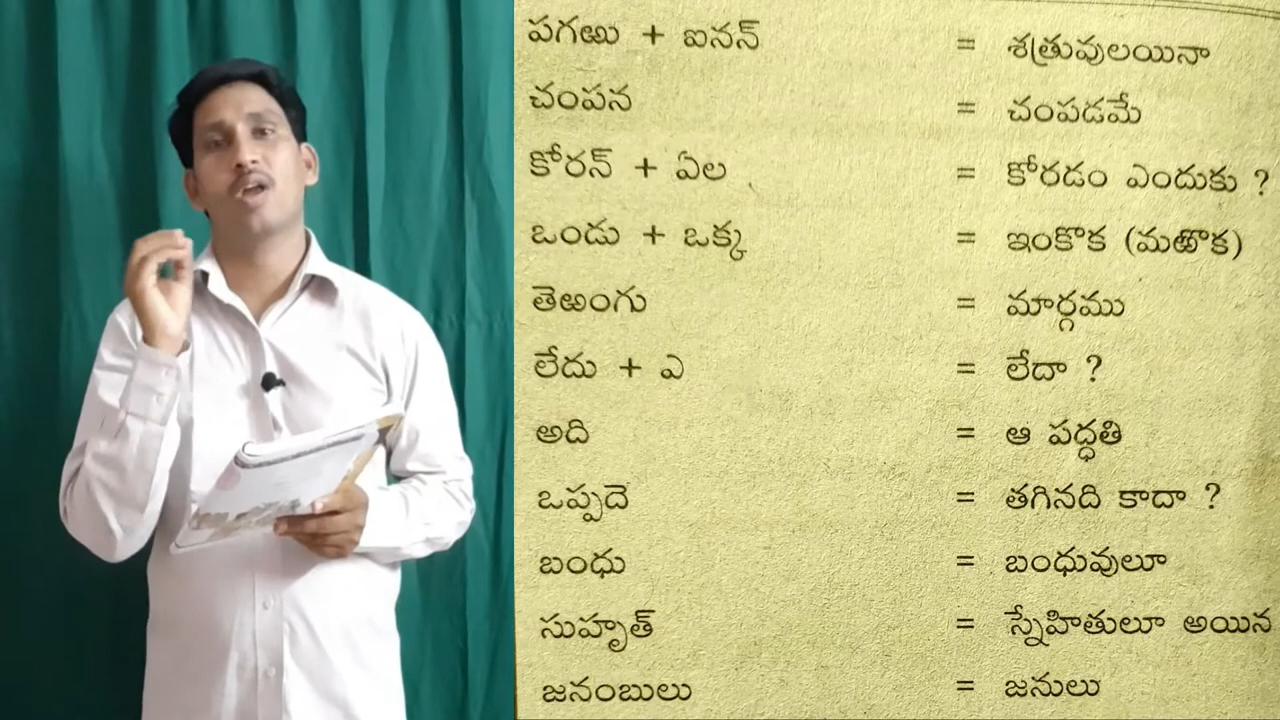 పగఱు + ఐనన్ = శత్రువులయినా
చంపన = చంపడమే
కోరన్ + ఏల = కోరడం ఎందుకు ?
ఒండు + ఒక్క = ఇంకొక (మఱొక)
తెఱంగు = మార్గము
లేదు + ఎ = లేదా ?
అది = ఆ పద్ధతి
ఒప్పదె = తగినది కాదా ?
బంధు = బంధువులూ
సుహృత్ = స్నేహితులూ అయిన
జనంబులు = జనులు